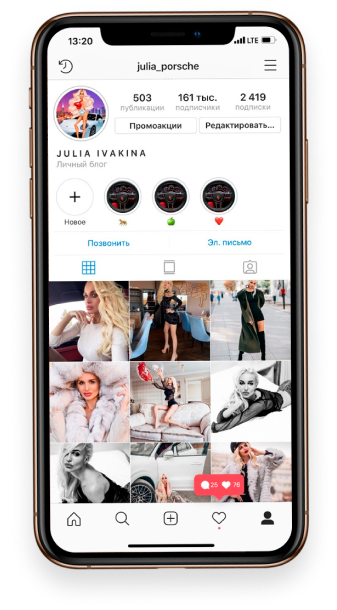 13:20
LTE
julia_porsche
503 161 тыс. 2 419
публикации подписчики подписки
Промоакции Редактировать...
JULIA IVAKINA
Личный блог
Новое
Позвонить Эл. письмо
25 76